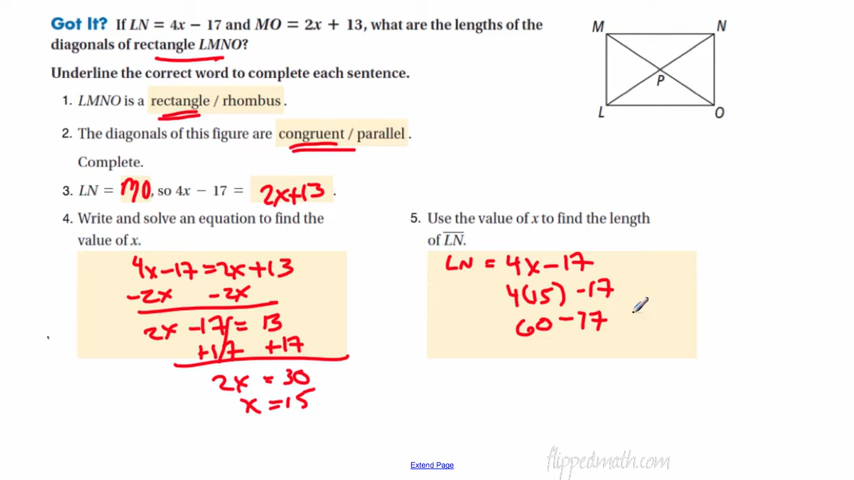 Got It? If LN = 4x − 17 and MO = 2x + 13, what are the lengths of the
diagonals of rectangle LMNO?
Underline the correct word to complete each sentence.
1. LMNO is a rectangle / rhombus.
2. The diagonals of this figure are congruent / parallel.
Complete.
3. LN = MO, so 4x − 17 = 2x+13.
4. Write and solve an equation to find the
value of x.
4x-17=2x+13
-2x -2x
2x -17 = 13
+17 +17
2x = 30
x = 15
M N
P
L O
5. Use the value of x to find the length
of L̅N̅.
LN = 4x-17
4(15) -17
60-17
Extend Page
flippedmath.com